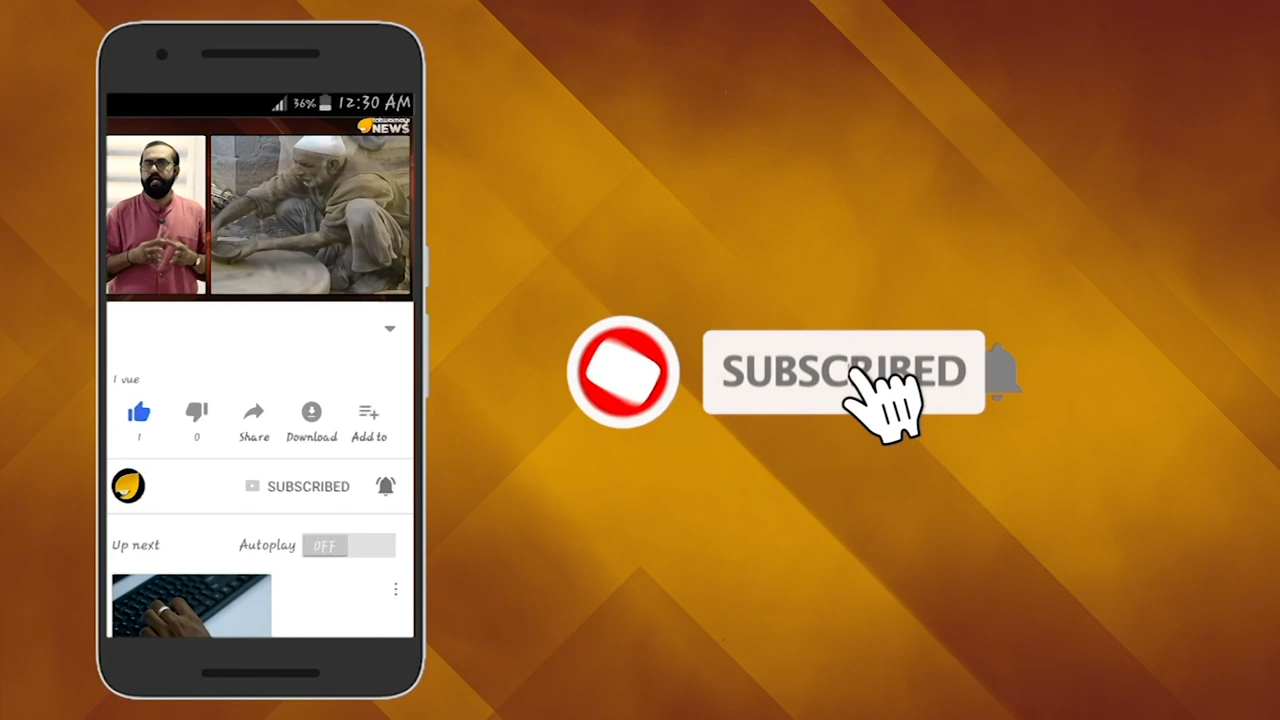 36% 12:30 AM
NEWS
1 vue
1
0
Share
Download
Add to
SUBSCRIBED
Up next
Autoplay
OFF
SUBSCRIBED